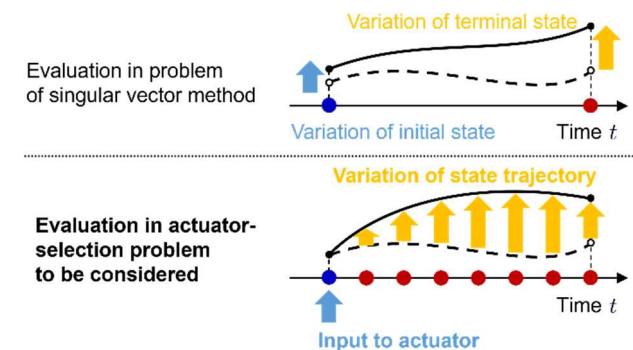 Variation of terminal state
Evaluation in problem
of singular vector method
Variation of initial state
Time t
Variation of state trajectory
Evaluation in actuator-
selection problem
to be considered
Time t
Input to actuator